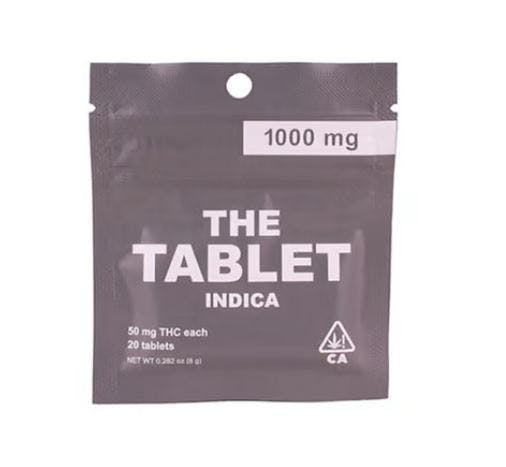 1000 mg
THE
TABLET
INDICA
50 mg THC each
20 tablets
NET WT 0.282 oz (8 g)
CA